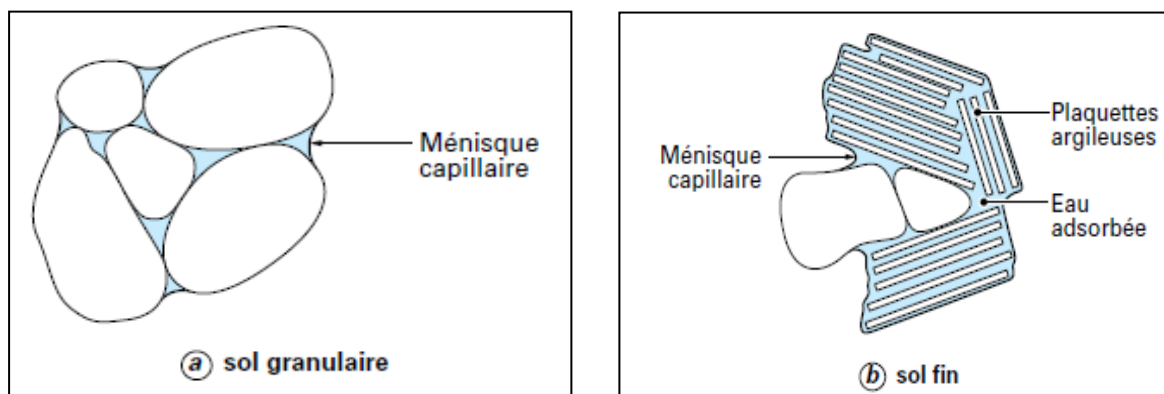 Ménisque
capillaire
a sol granulaire
Ménisque
capillaire
Plaquettes
argileuses
Eau
adsorbée
b sol fin